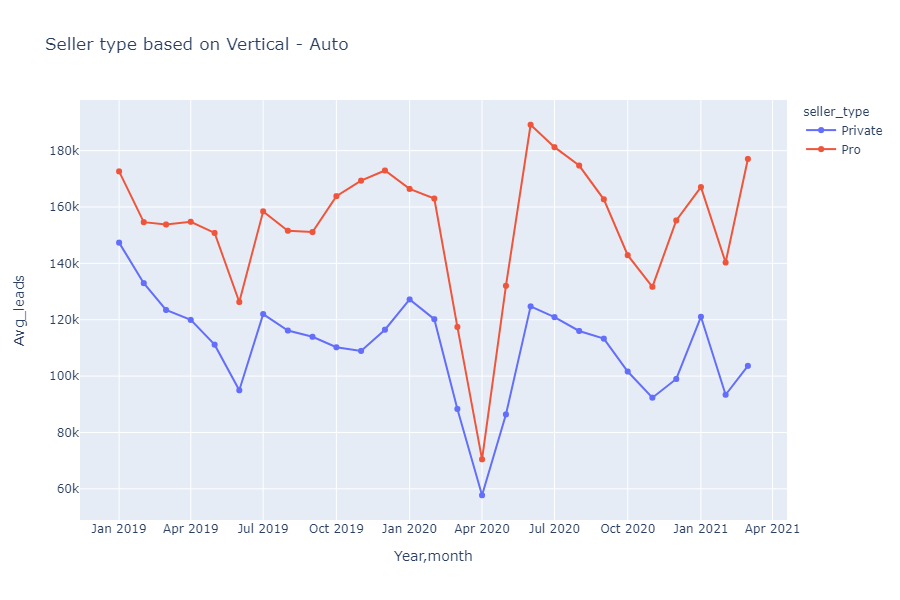 Seller type based on Vertical - Auto
seller_type
Private
Pro
Avg_leads
180k
160k
140k
120k
100k
80k
60k
Jan 2019 Apr 2019 Jul 2019 Oct 2019 Jan 2020 Apr 2020 Jul 2020 Oct 2020 Jan 2021 Apr 2021
Year,month